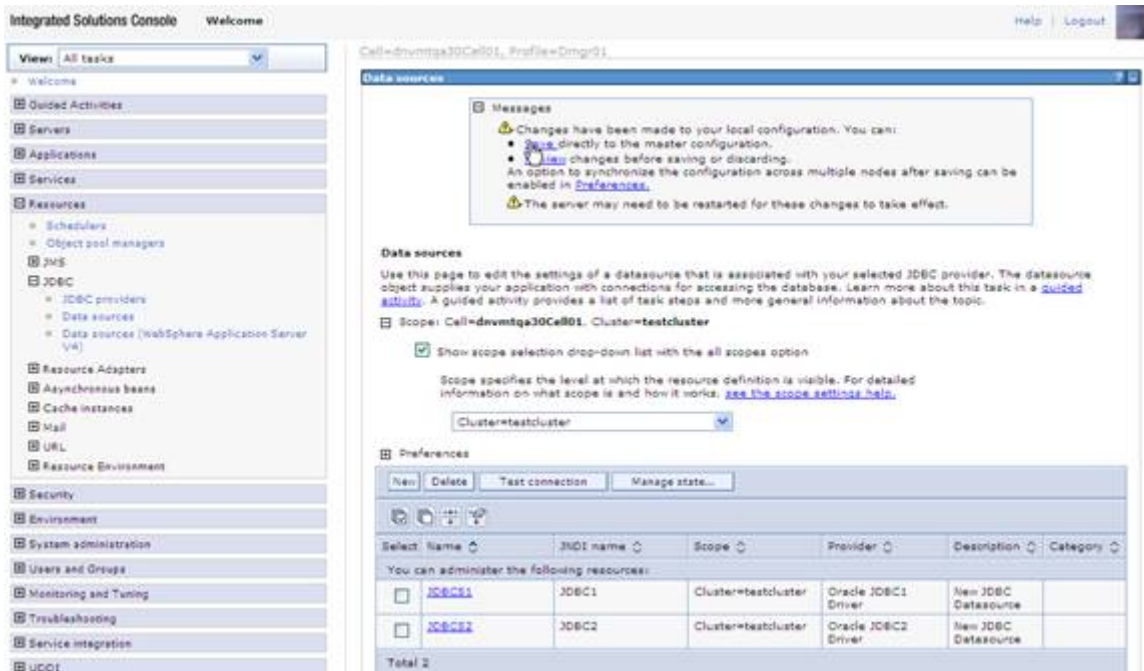 Integrated Solutions Console Welcome Help | Logout
View: All tasks
Welcome
Guided Activities
Servers
Applications
Services
Resources
Schedulers
Object pool managers
JMS
JDBC
JDBC providers
Data sources
Data sources (WebSphere Application Server
V4)
Resource Adapters
Asynchronous beans
Cache instances
Mail
URL
Resource Environment
Security
Environment
System administration
Users and Groups
Monitoring and Tuning
Troubleshooting
Service integration
UDDI
Cell=dnvmtqa30Cell01, Profile=Dmgr01
Data sources ?
Messages
Changes have been made to your local configuration. You can:
Save directly to the master configuration.
changes before saving or discarding.
An option to synchronize the configuration across multiple nodes after saving can be
enabled in Preferences.
The server may need to be restarted for these changes to take effect.
Data sources
Use this page to edit the settings of a datasource that is associated with your selected JDBC provider. The datasource
object supplies your application with connections for accessing the database. Learn more about this task in a guided
activity. A guided activity provides a list of task steps and more general information about the topic.
Scope: Cell=dnvmtqa30Cell01, Cluster=testcluster
Show scope selection drop-down list with the all scopes option
Scope specifies the level at which the resource definition is visible. For detailed
information on what scope is and how it works, see the scope settings help.
Cluster=testcluster
Preferences
New Delete Test connection Manage state...
Select Name JNDI name Scope Provider Description Category
You can administer the following resources:
JDBCS1 JDBC1 Cluster=testcluster Oracle JDBC1 Driver New JDBC Datasource
JDBCS2 JDBC2 Cluster=testcluster Oracle JDBC2 Driver New JDBC Datasource
Total 2